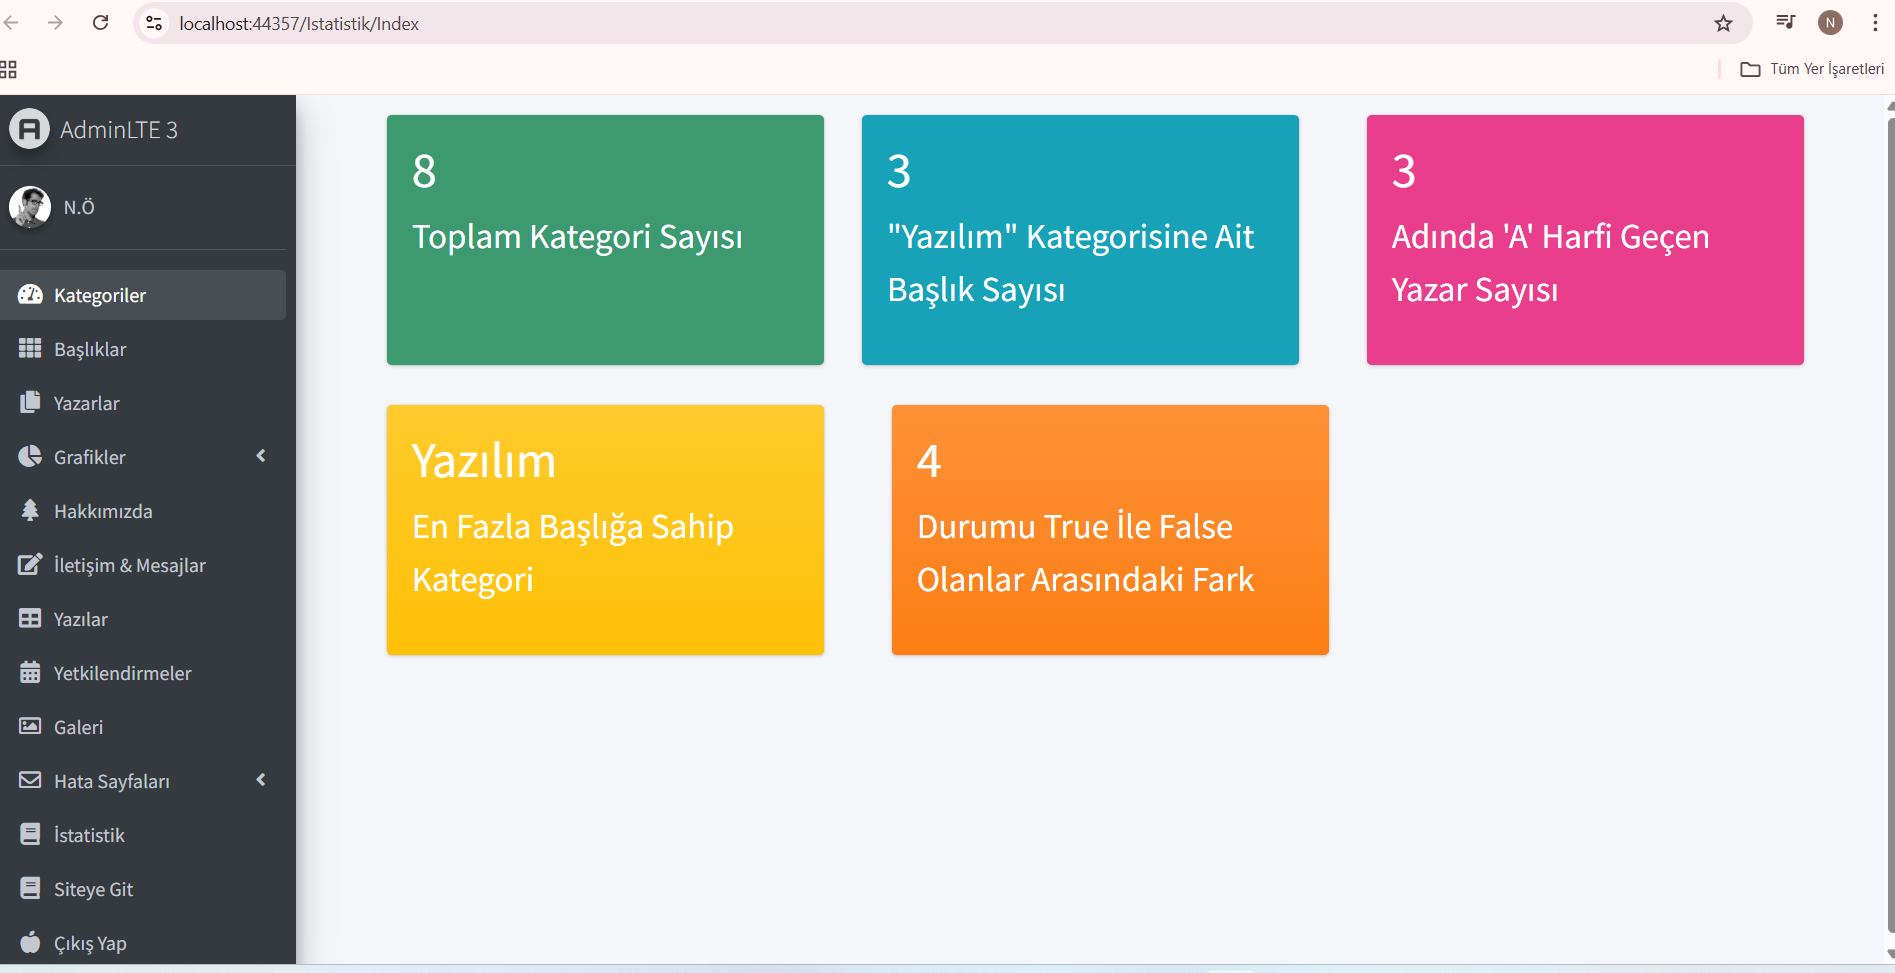 localhost:44357/Istatistik/Index
N
Tüm Yer İşaretleri
AdminLTE 3
N.Ö
Kategoriler
Başlıklar
Yazarlar
Grafikler
Hakkımızda
İletişim & Mesajlar
Yazılar
Yetkilendirmeler
Galeri
Hata Sayfaları
İstatistik
Siteye Git
Çıkış Yap
8
Toplam Kategori Sayısı
3
"Yazılım" Kategorisine Ait
Başlık Sayısı
3
Adında 'A' Harfi Geçen
Yazar Sayısı
Yazılım
En Fazla Başlığa Sahip
Kategori
4
Durumu True İle False
Olanlar Arasındaki Fark